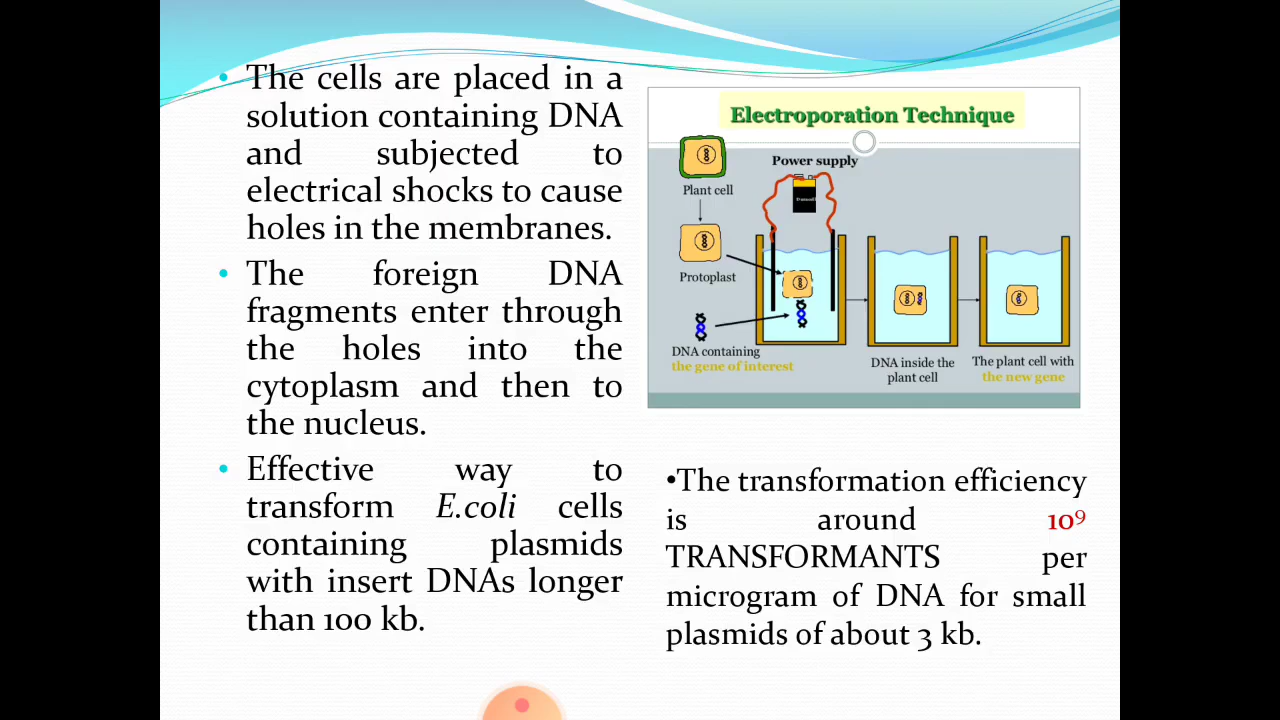 • The cells are placed in a
solution containing DNA
and subjected to
electrical shocks to cause
holes in the membranes.
• The foreign DNA
fragments enter through
the holes into the
cytoplasm and then to
the nucleus.
• Effective way to
transform E.coli cells
containing plasmids
with insert DNAs longer
than 100 kb.
Electroporation Technique
Power supply
Plant cell
Protoplast
DNA containing
the gene of interest
DNA inside the
plant cell
The plant cell with
the new gene
•The transformation efficiency
is around 10⁹
TRANSFORMANTS per
microgram of DNA for small
plasmids of about 3 kb.